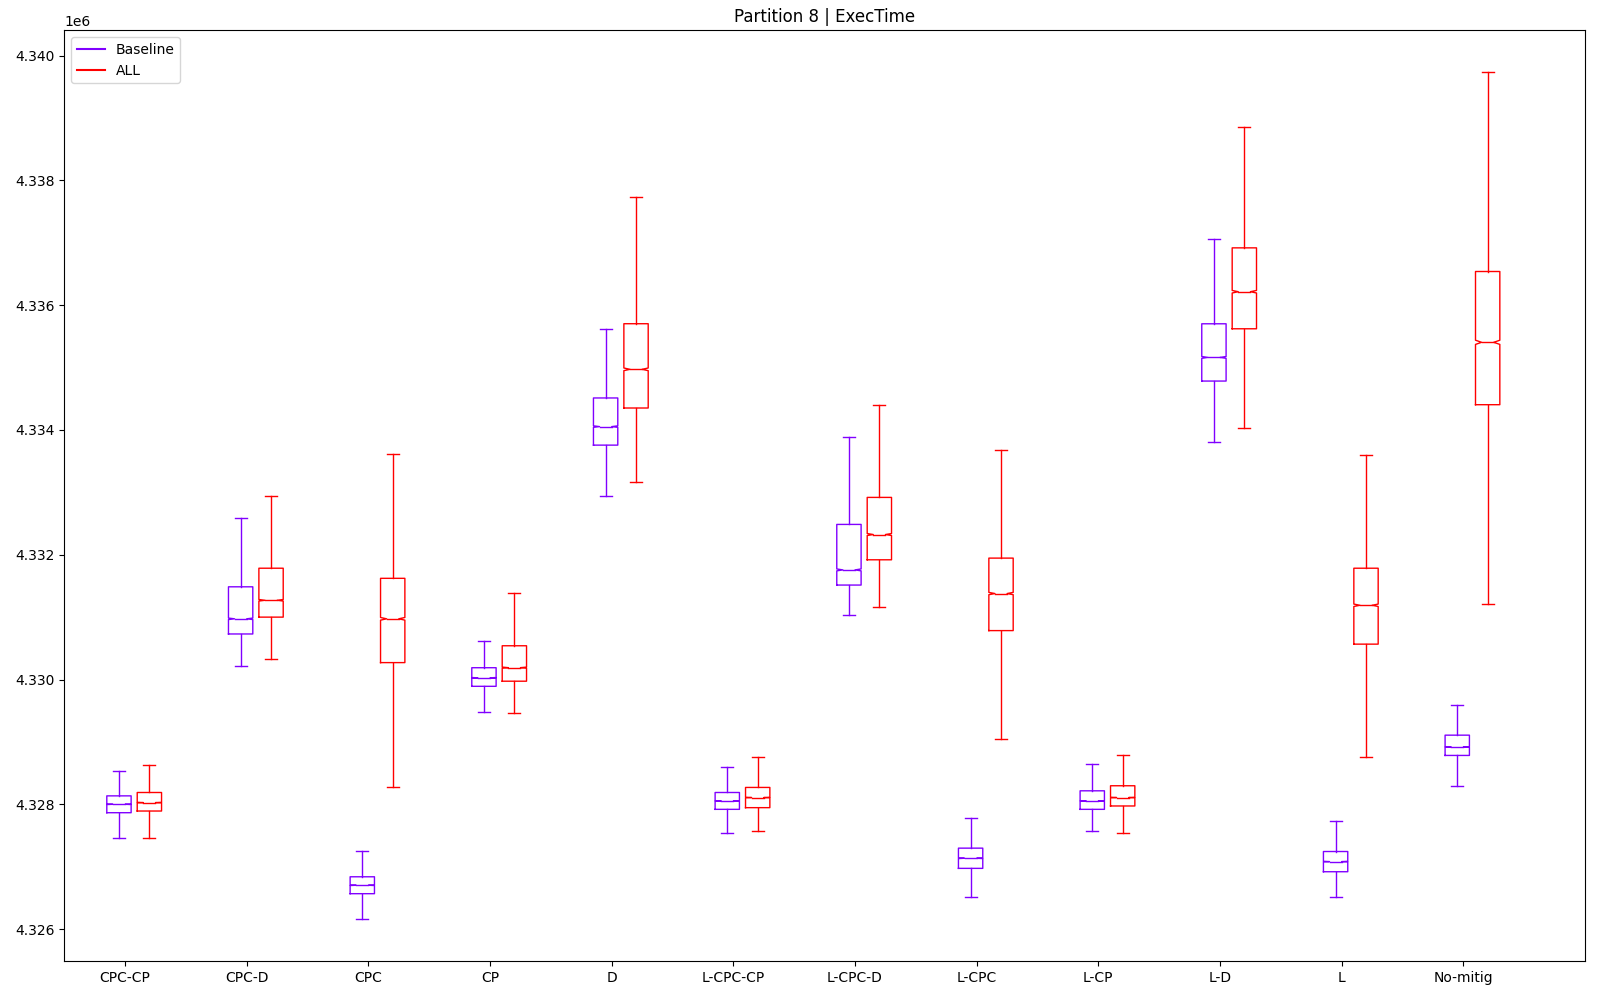 Partition 8 | ExecTime
1e6
Baseline
ALL
4.340
4.338
4.336
4.334
4.332
4.330
4.328
4.326
CPC-CP CPC-D CPC CP D L-CPC-CP L-CPC-D L-CPC L-CP L-D L No-mitig